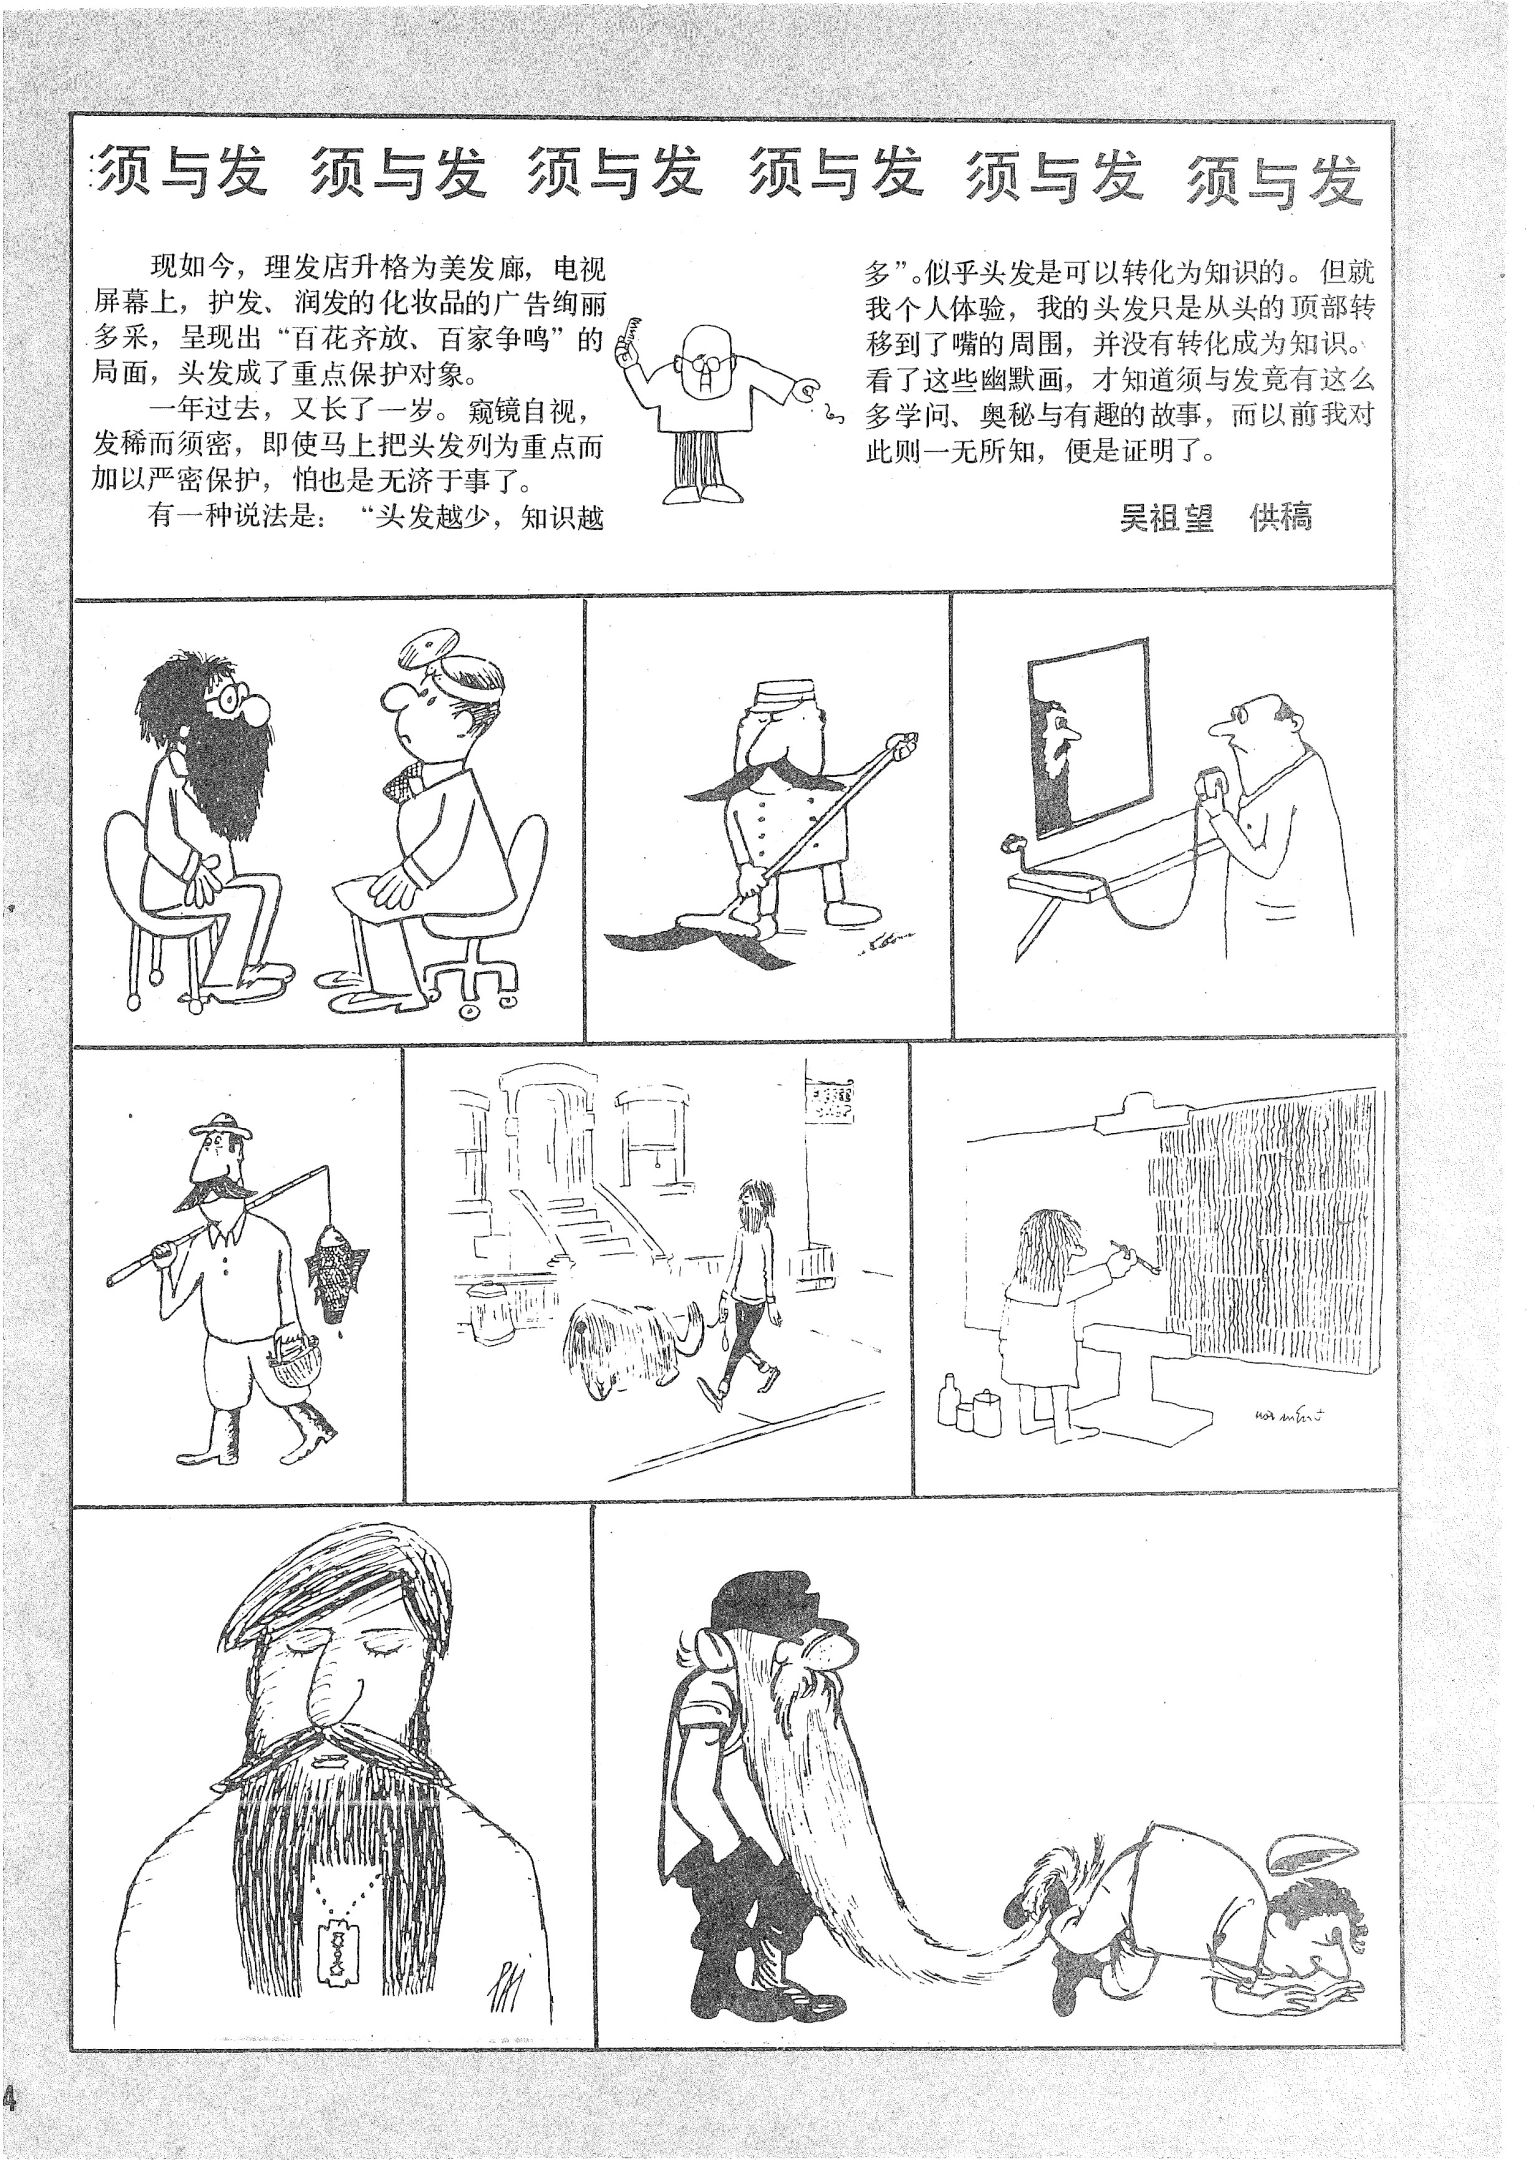 须与发 须与发 须与发 须与发 须与发 须与发
现如今，理发店升格为美发廊，电视
屏幕上，护发、润发的化妆品的广告绚丽
多采，呈现出“百花齐放、百家争鸣”的
局面，头发成了重点保护对象。
一年过去，又长了一岁。窥镜自视，
发稀而须密，即使马上把头发列为重点而
加以严密保护，怕也是无济于事了。
有一种说法是：“头发越少，知识越
多”。似乎头发是可以转化为知识的。但就
我个人体验，我的头发只是从头的顶部转
移到了嘴的周围，并没有转化成为知识。
看了这些幽默画，才知道须与发竟有这么
多学问、奥秘与有趣的故事，而以前我对
此则一无所知，便是证明了。
吴祖望 供稿
4